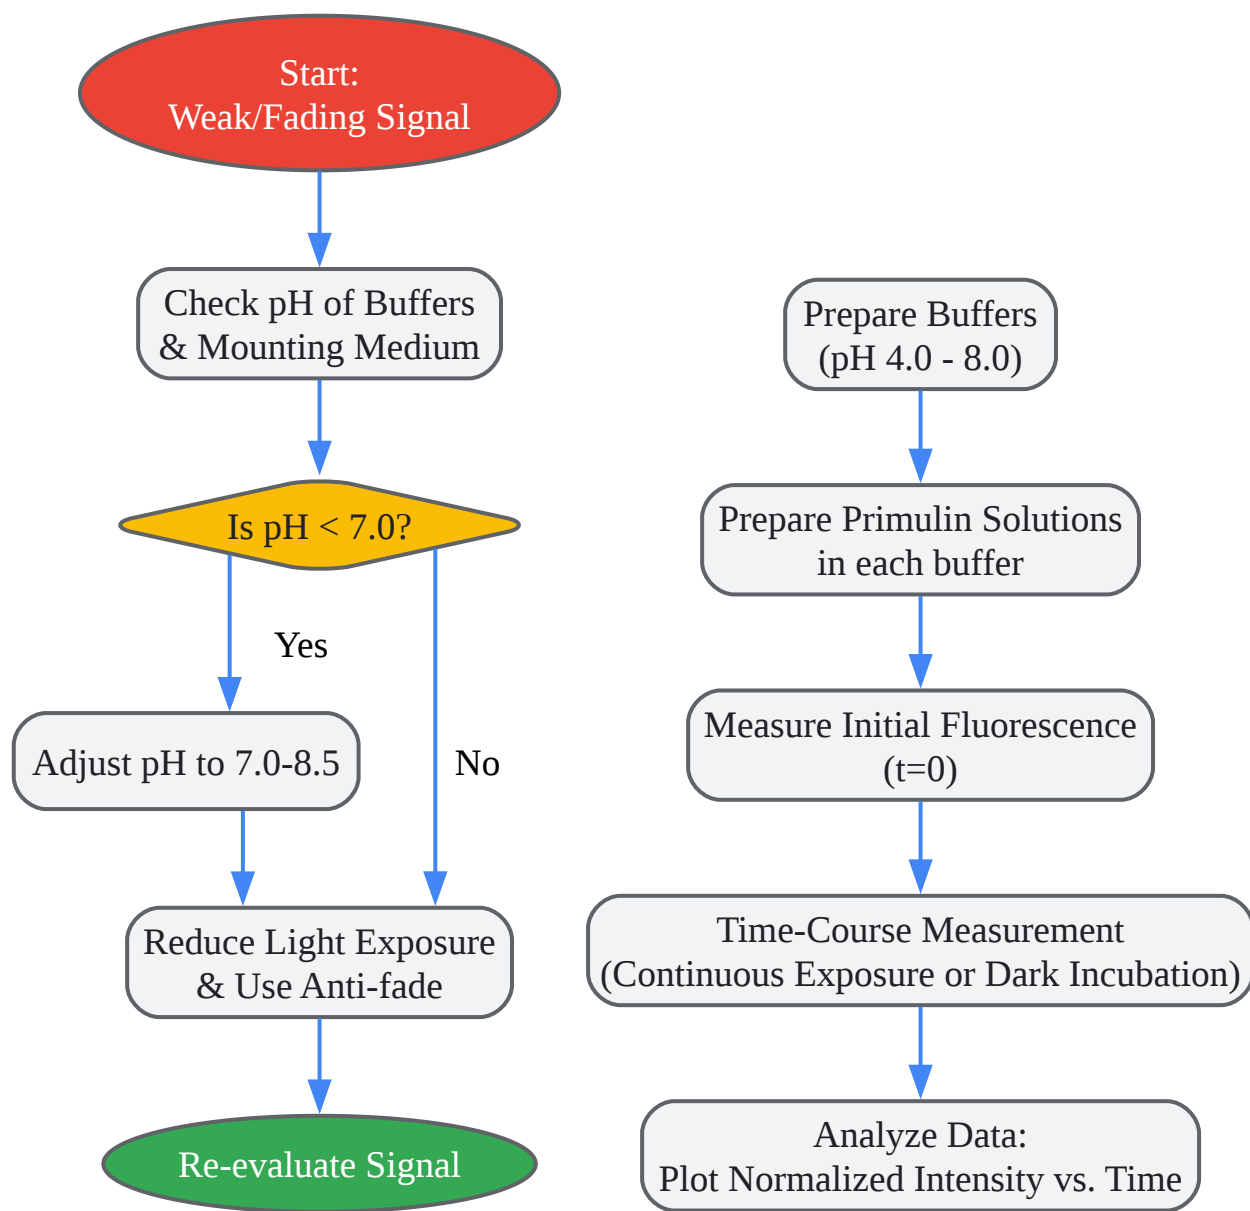 Start:
Weak/Fading Signal
Check pH of Buffers
& Mounting Medium
Is pH < 7.0?
Yes
No
Adjust pH to 7.0-8.5
Reduce Light Exposure
& Use Anti-fade
Re-evaluate Signal
Prepare Buffers
(pH 4.0 - 8.0)
Prepare Primulin Solutions
in each buffer
Measure Initial Fluorescence
(t=0)
Time-Course Measurement
(Continuous Exposure or Dark Incubation)
Analyze Data:
Plot Normalized Intensity vs. Time